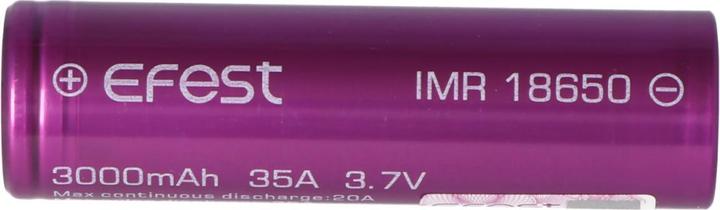 ⊕ EFEST IMR 18650 ⊖
3000mAh 35A 3.7V
Max continuous discharge:20A